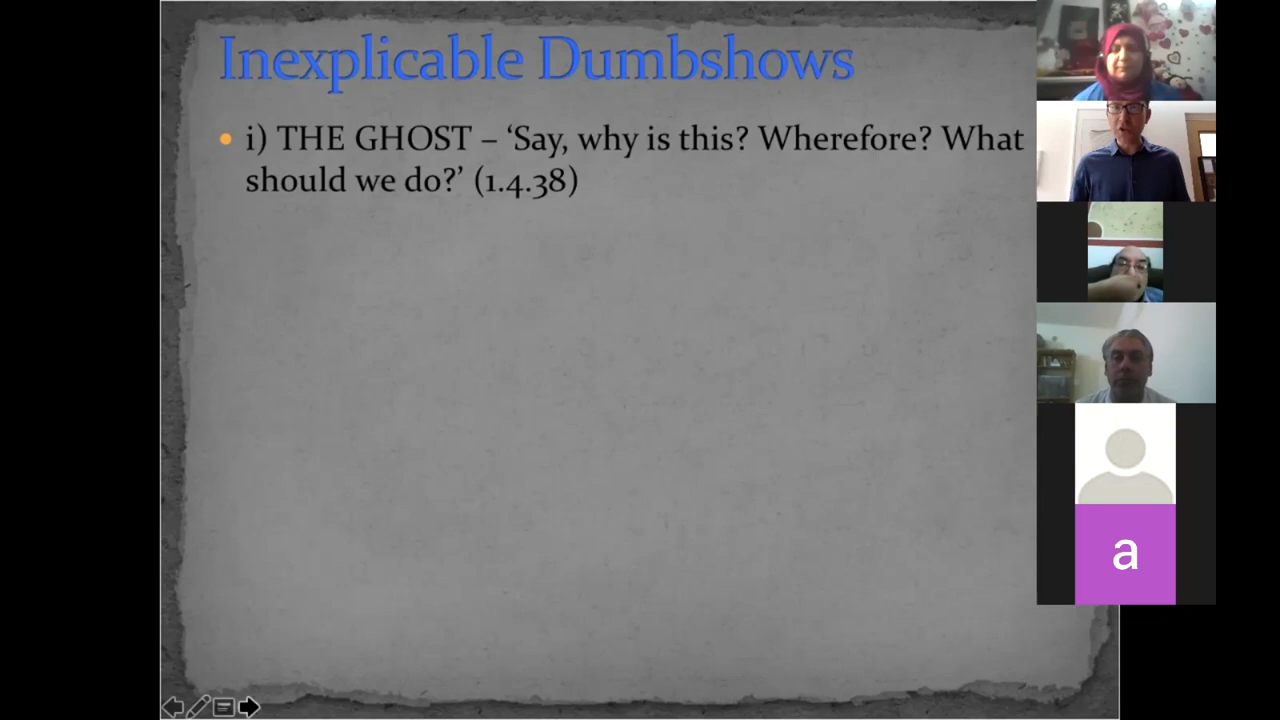 Inexplicable Dumbshows
• i) THE GHOST – ‘Say, why is this? Wherefore? What
should we do?’ (1.4.38)
a